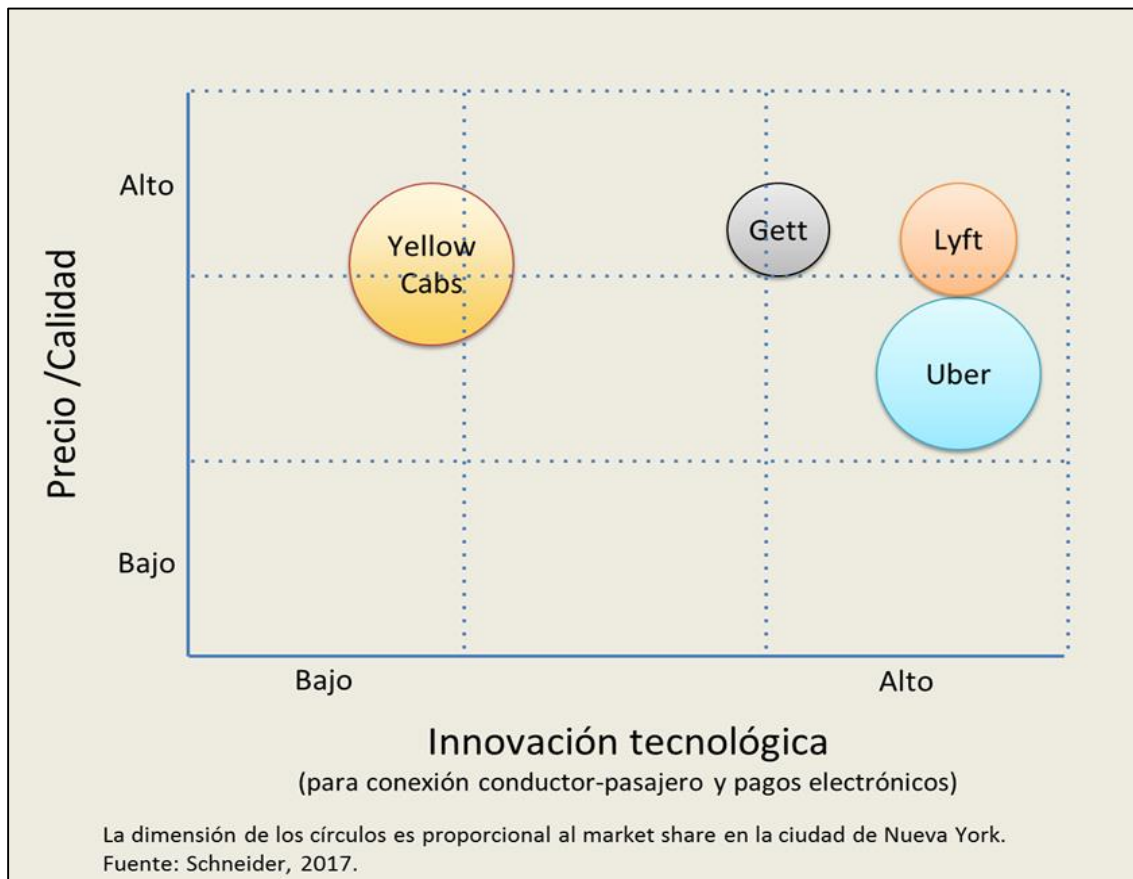 Alto
Yellow
Cabs
Gett
Lyft
Uber
Precio /Calidad
Bajo
Bajo
Alto
Innovación tecnológica
(para conexión conductor-pasajero y pagos electrónicos)
La dimensión de los círculos es proporcional al market share en la ciudad de Nueva York.
Fuente: Schneider, 2017.